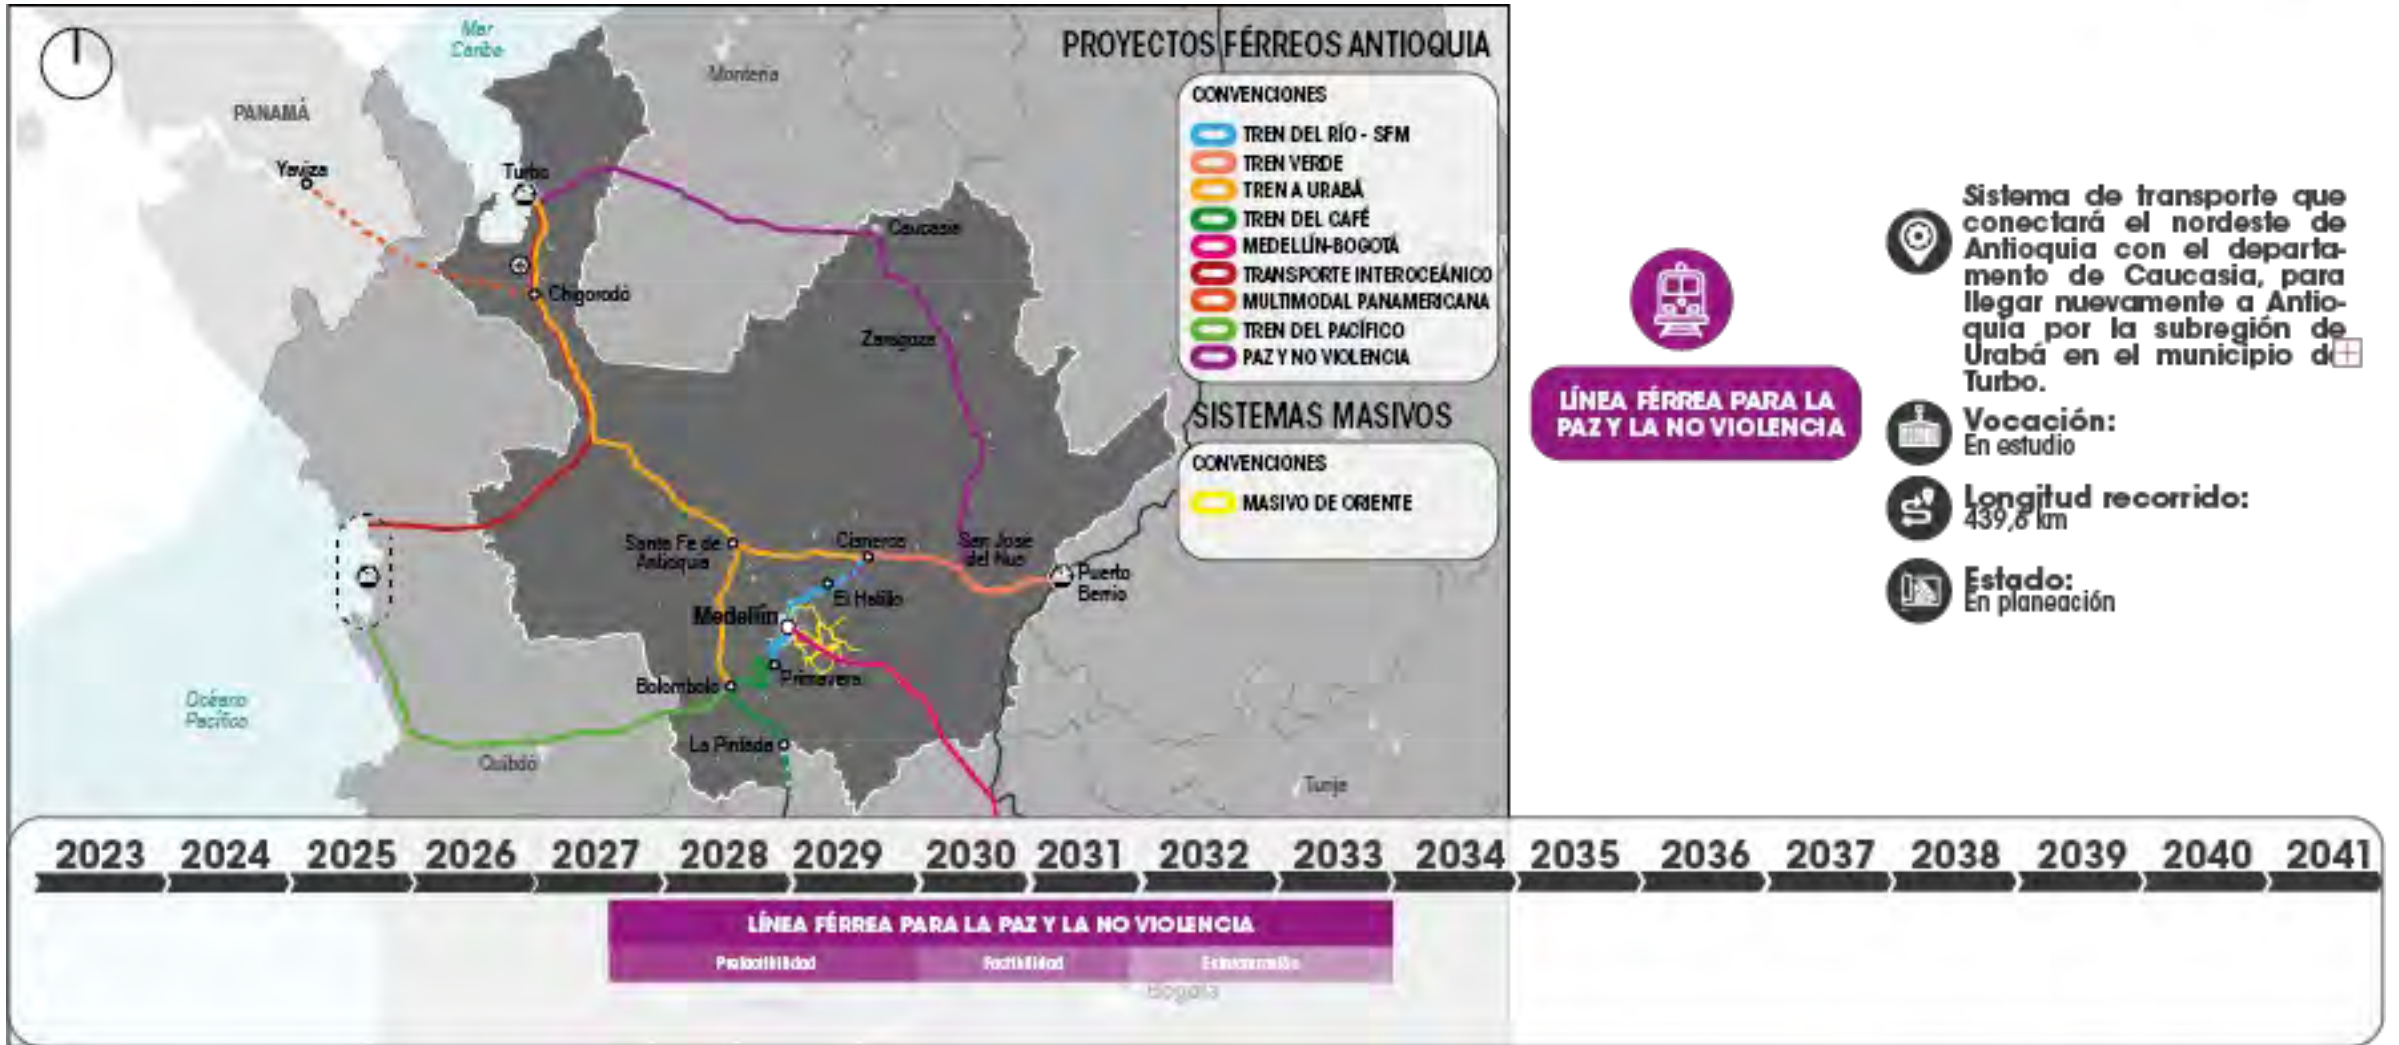 Mar
Caribe
PANAMÁ
Montería
Yaviza
Turbo
Caucasia
Chigorodó
Zaragoza
Santa Fe de
Antioquia
Cisneros
San José
del Nus
Puerto
Berrio
El Hatillo
Medellín
Primavera
Bolombolo
La Pintada
Océano
Pacífico
Quibdó
Tunja
PROYECTOS FÉRREOS ANTIOQUIA
CONVENCIONES
TREN DEL RÍO - SFM
TREN VERDE
TREN A URABÁ
TREN DEL CAFÉ
MEDELLÍN-BOGOTÁ
TRANSPORTE INTEROCEÁNICO
MULTIMODAL PANAMERICANA
TREN DEL PACÍFICO
PAZ Y NO VIOLENCIA
SISTEMAS MASIVOS
CONVENCIONES
MASIVO DE ORIENTE
LÍNEA FÉRREA PARA LA
PAZ Y LA NO VIOLENCIA
Sistema de transporte que
conectará el nordeste de
Antioquia con el departa-
mento de Caucasia, para
llegar nuevamente a Antio-
quia por la subregión de
Urabá en el municipio de
Turbo.
Vocación:
En estudio
Longitud recorrido:
439,6 km
Estado:
En planeación
2023 2024 2025 2026 2027 2028 2029 2030 2031 2032 2033 2034 2035 2036 2037 2038 2039 2040 2041
LÍNEA FÉRREA PARA LA PAZ Y LA NO VIOLENCIA
Prefactibilidad Factibilidad Estructuración
Bogotá